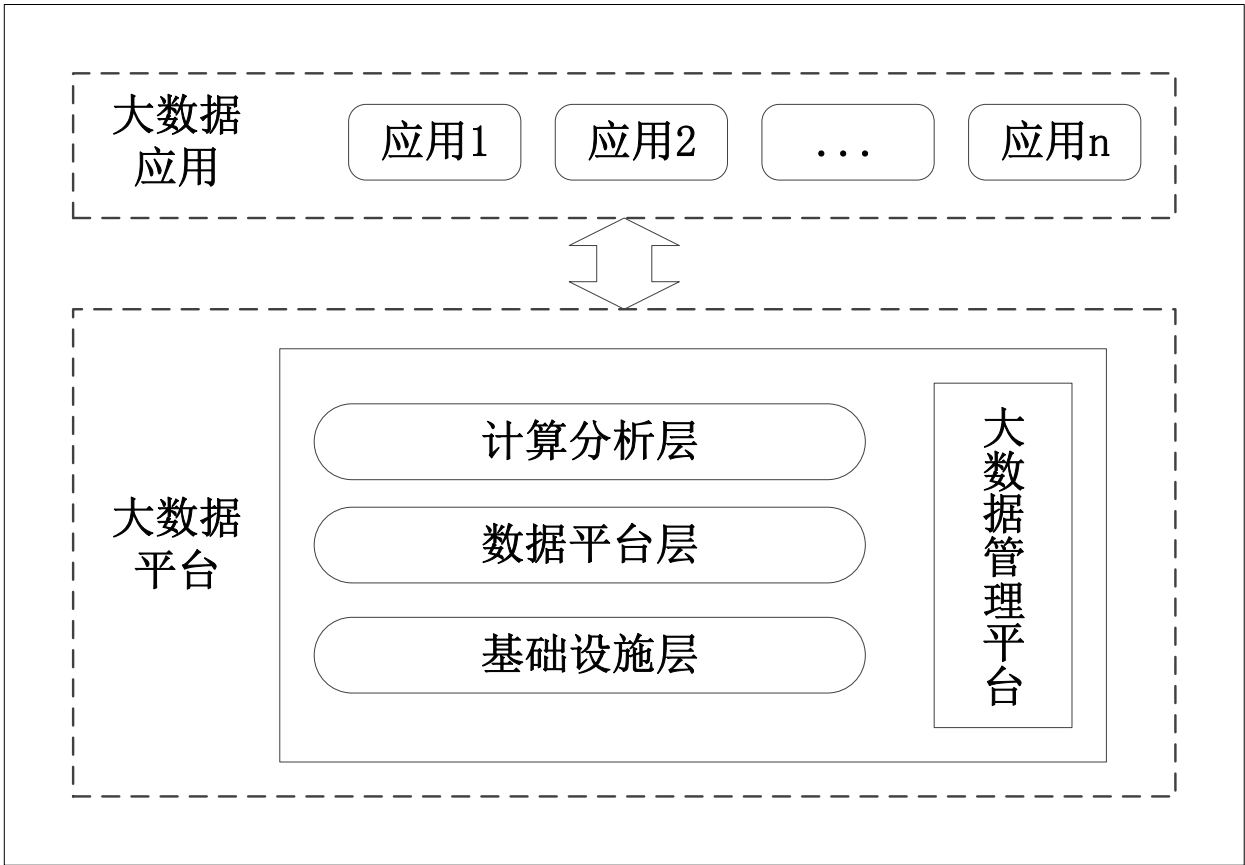 大数据
应用
应用1
应用2
...
应用n
大数据
平台
计算分析层
数据平台层
基础设施层
大数据管理平台